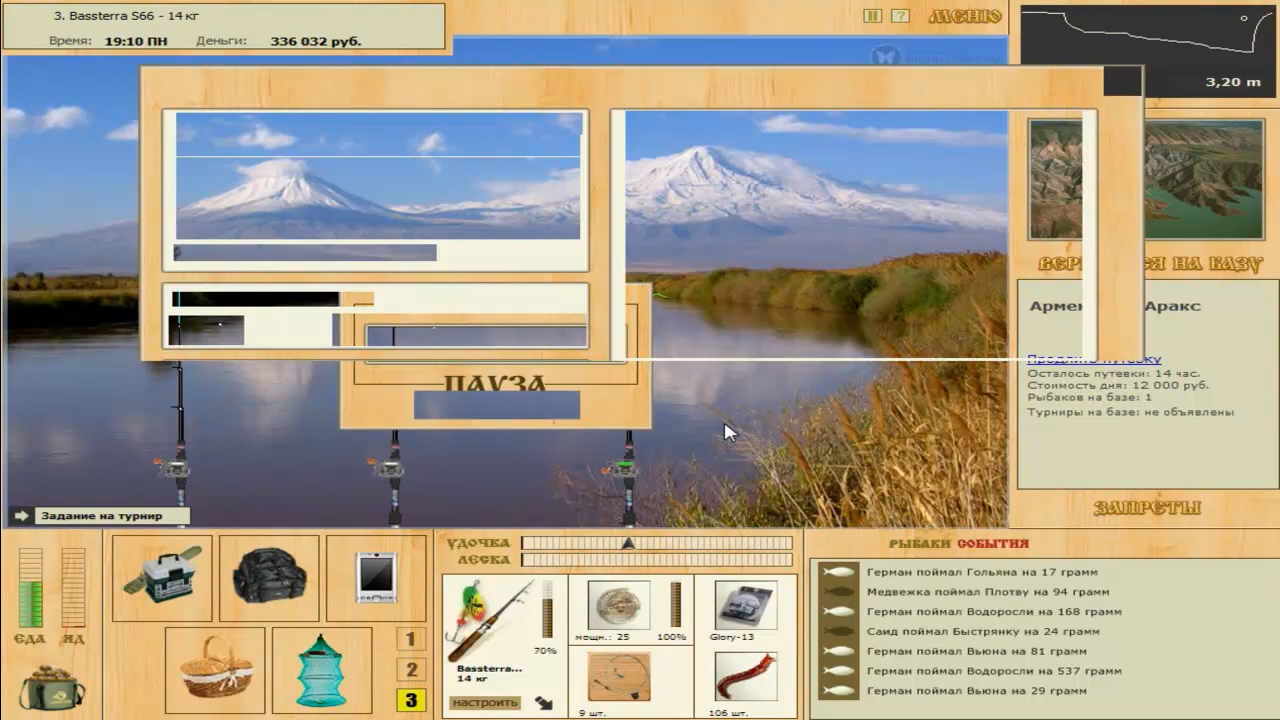 3. Bassterra S66 - 14 кг
Время: 19:10 ПН Деньги: 336 032 руб.
МЕНЮ
3,20 m
НА БАЗУ
Аракс
Осталось путевки: 14 час.
Стоимость дня: 12 000 руб.
Рыбаков на базе: 1
Турниры на базе: не объявлены
ЗАПРЕТЫ
ПАУЗА
Задание на турнир
ЕДА
1
2
3
УДОЧКА
ЛЕСКА
70%
Bassterra...
14 кг
настроить
мощн.: 25 100%
Glory-13
9 шт.
106 шт.
РЫБАКИ СОБЫТИЯ
Герман поймал Гольяна на 17 грамм
Медвежка поймал Плотву на 94 грамм
Герман поймал Водоросли на 168 грамм
Саид поймал Быстрянку на 24 грамм
Герман поймал Вьюна на 81 грамм
Герман поймал Водоросли на 537 грамм
Герман поймал Вьюна на 29 грамм